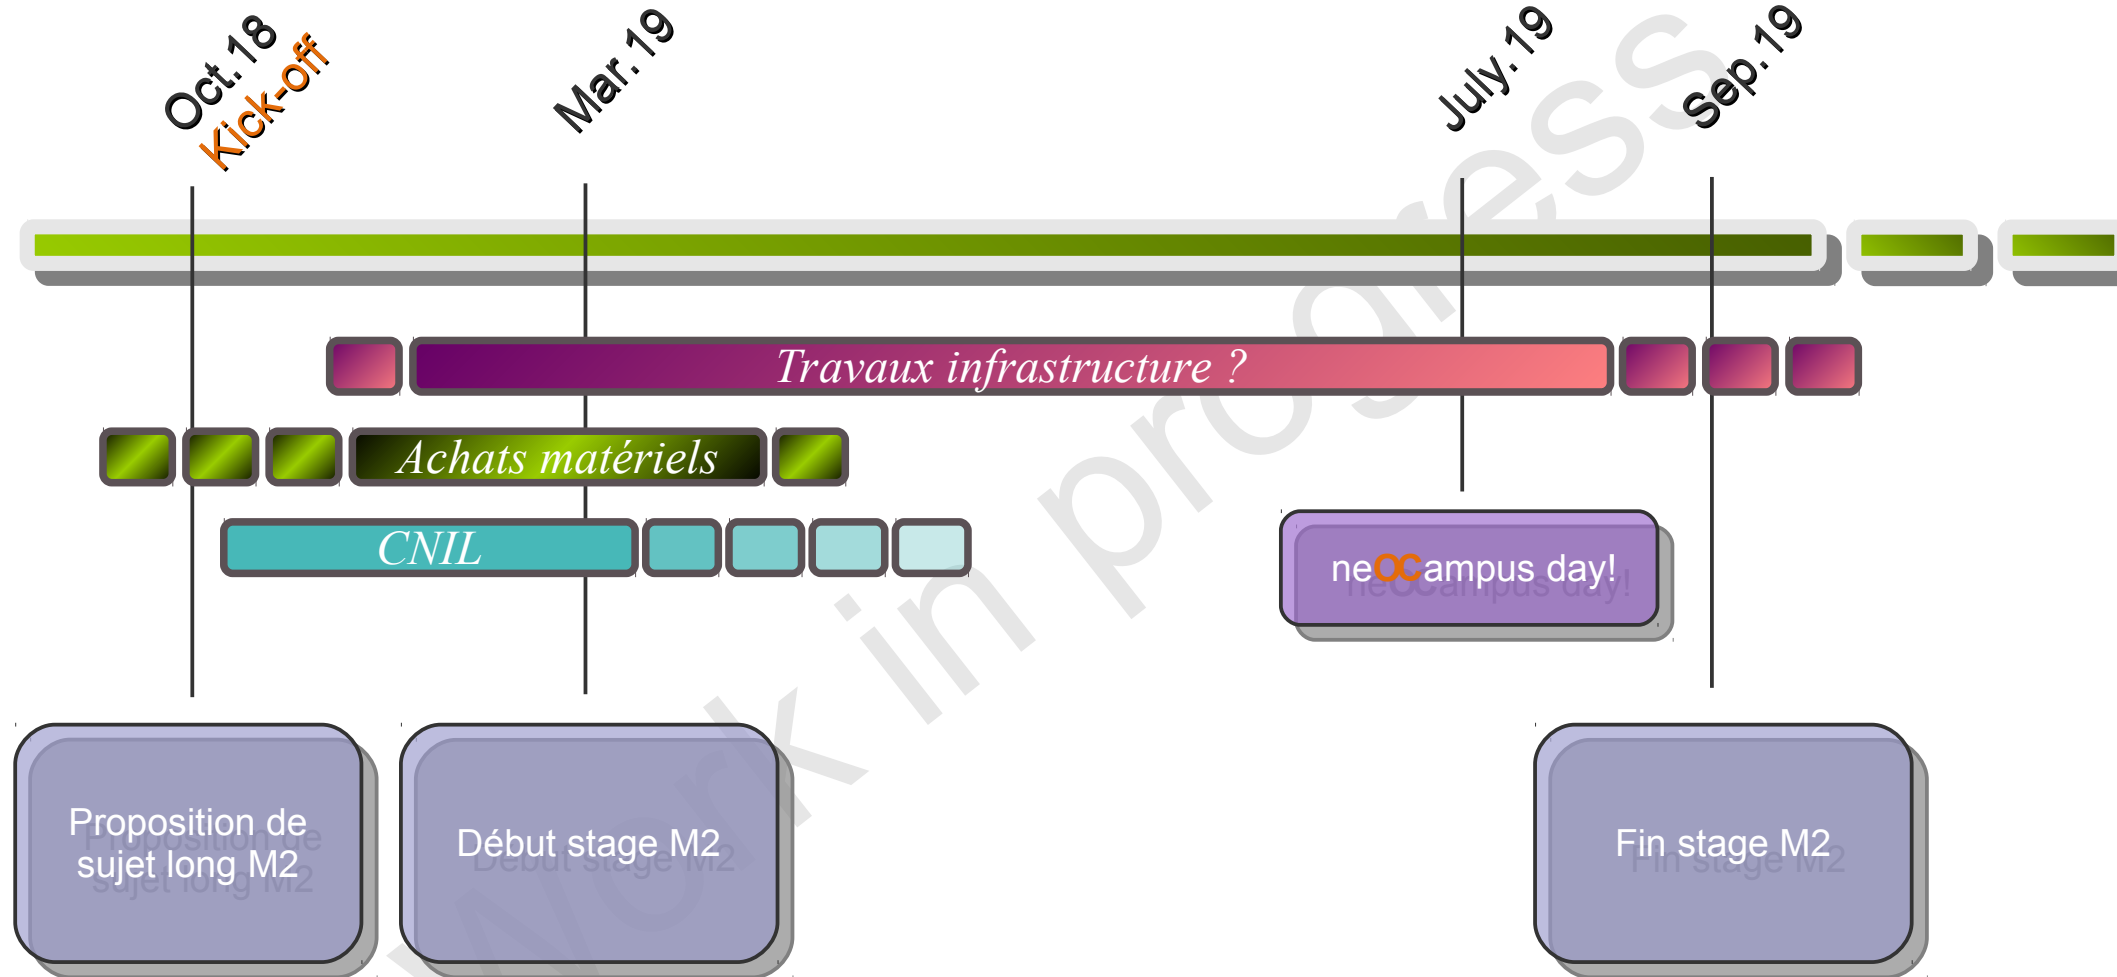 Oct.18
Kick-off
Mar.19
July.19
Sep.19
Travaux infrastructure ?
Achats matériels
CNIL
neOCampus day!
Proposition de
sujet long M2
Début stage M2
Fin stage M2
Work in progress